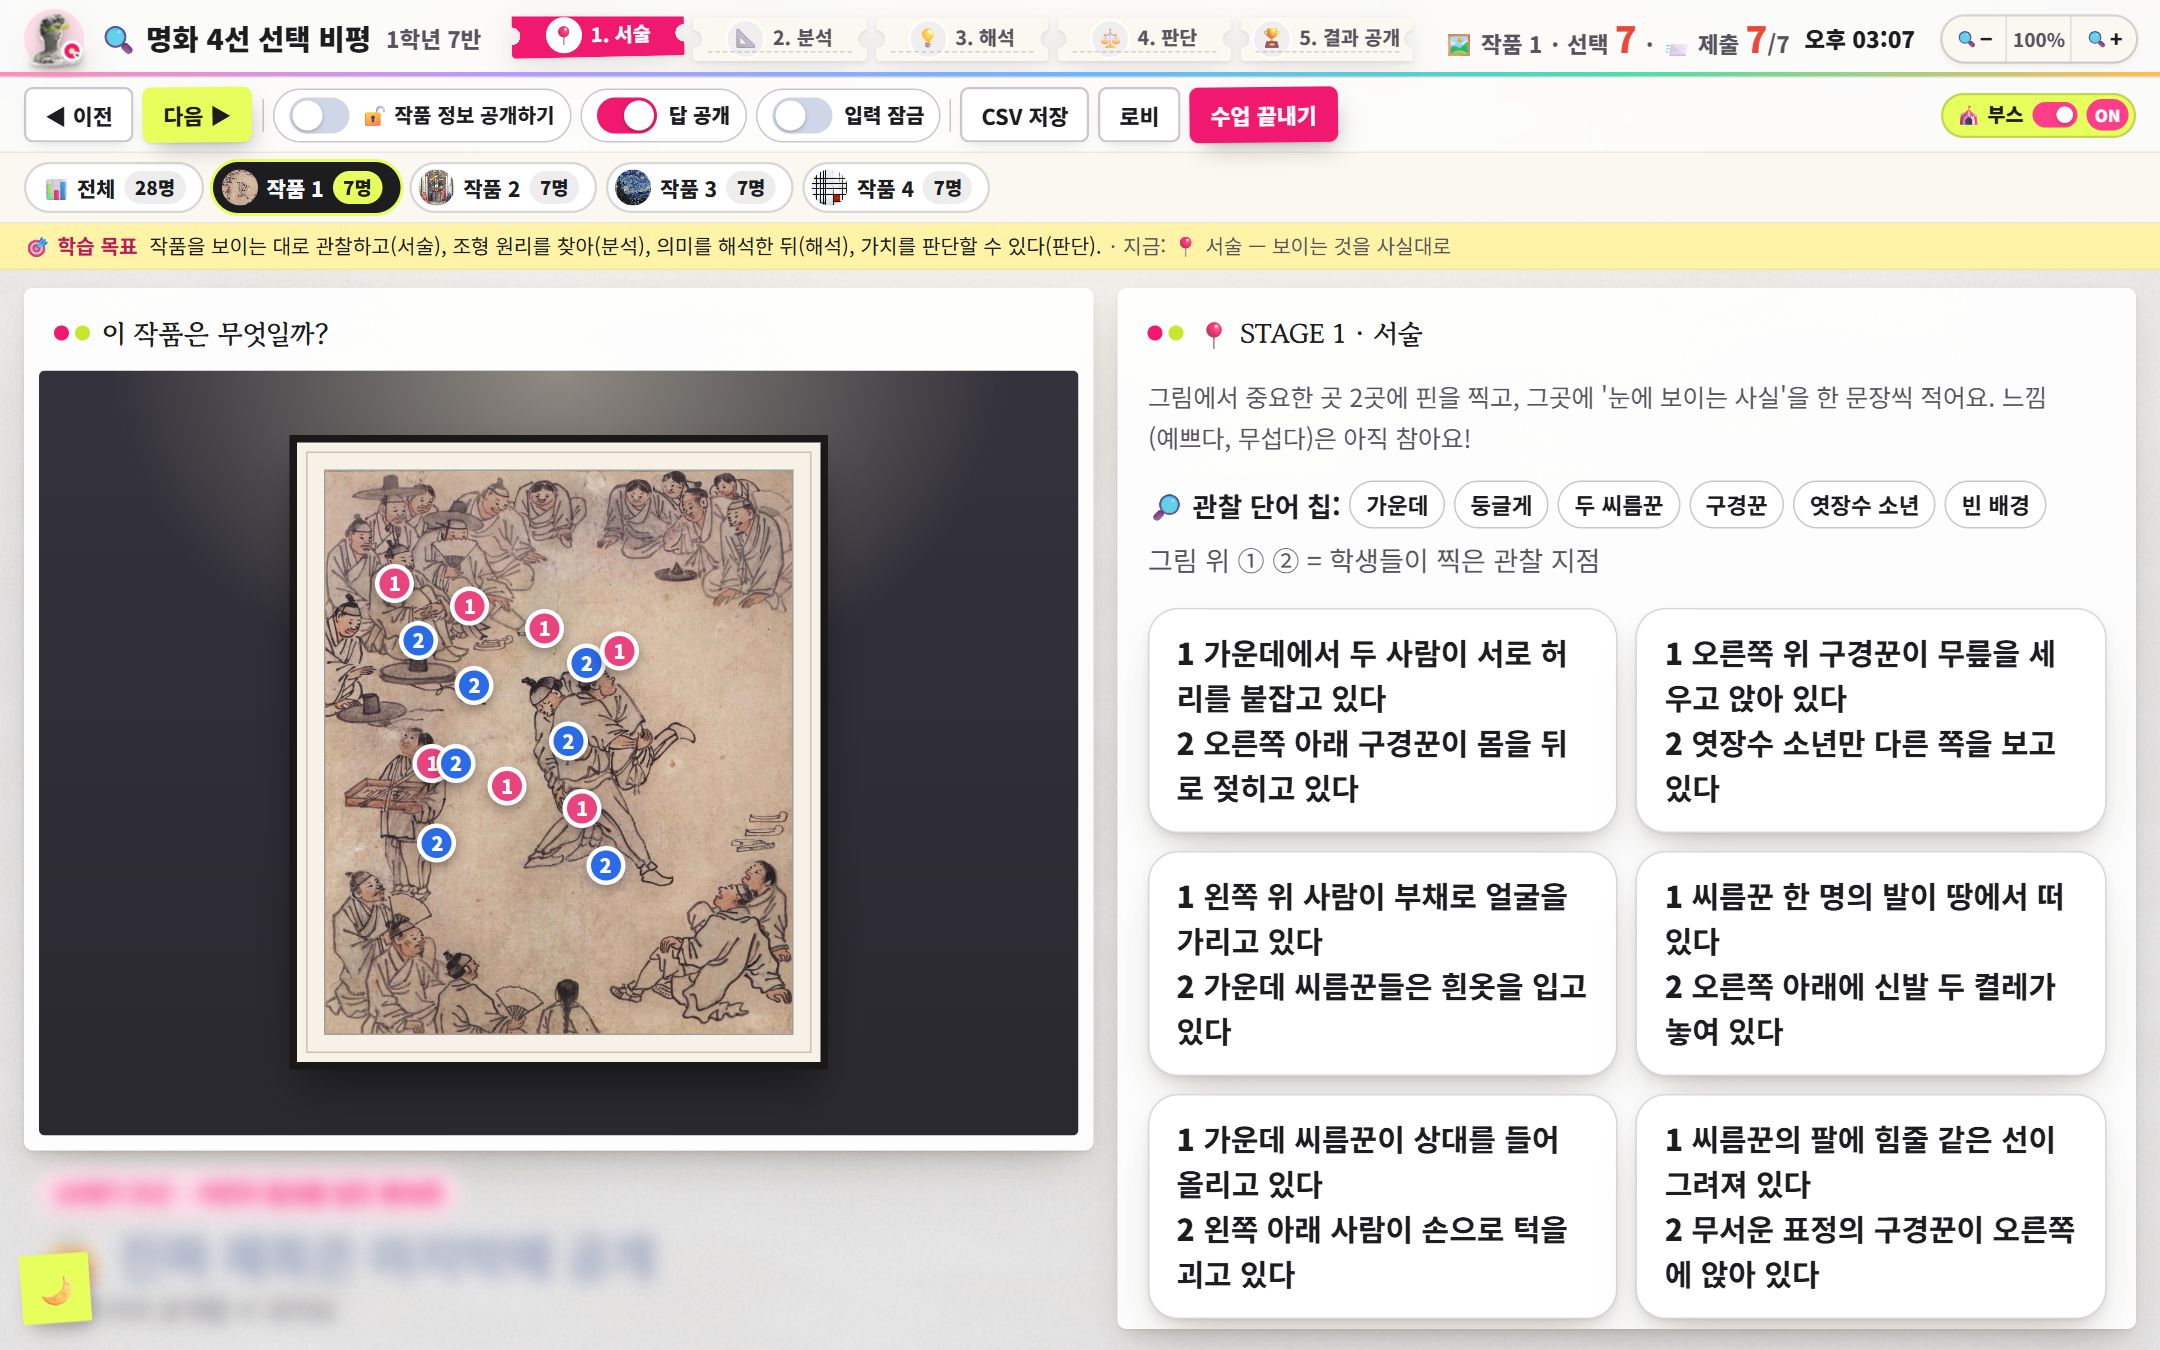 명화 4선 선택 비평 1학년 7반
1. 서술
2. 분석
3. 해석
4. 판단
5. 결과 공개
작품 1 · 선택 7 · 제출 7/7 오후 03:07
− 100% +
◀ 이전 다음 ▶ 작품 정보 공개하기 답 공개 입력 잠금 CSV 저장 로비 수업 끝내기 부스 ON
전체 28명 작품 1 7명 작품 2 7명 작품 3 7명 작품 4 7명
학습 목표 작품을 보이는 대로 관찰하고(서술), 조형 원리를 찾아(분석), 의미를 해석한 뒤(해석), 가치를 판단할 수 있다(판단). · 지금: 서술 — 보이는 것을 사실대로
이 작품은 무엇일까?
1
1
2
1
2
1
2
2
1
2
1
1
2
2
STAGE 1 · 서술
그림에서 중요한 곳 2곳에 핀을 찍고, 그곳에 '눈에 보이는 사실'을 한 문장씩 적어요. 느낌
(예쁘다, 무섭다)은 아직 참아요!
관찰 단어 칩: 가운데 둥글게 두 씨름꾼 구경꾼 엿장수 소년 빈 배경
그림 위 ① ② = 학생들이 찍은 관찰 지점
1 가운데에서 두 사람이 서로 허
리를 붙잡고 있다
2 오른쪽 아래 구경꾼이 몸을 뒤
로 젖히고 있다
1 오른쪽 위 구경꾼이 무릎을 세
우고 앉아 있다
2 엿장수 소년만 다른 쪽을 보고
있다
1 왼쪽 위 사람이 부채로 얼굴을
가리고 있다
2 가운데 씨름꾼들은 흰옷을 입고
있다
1 씨름꾼 한 명의 발이 땅에서 떠
있다
2 오른쪽 아래에 신발 두 켤레가
놓여 있다
1 가운데 씨름꾼이 상대를 들어
올리고 있다
2 왼쪽 아래 사람이 손으로 턱을
괴고 있다
1 씨름꾼의 팔에 힘줄 같은 선이
그려져 있다
2 무서운 표정의 구경꾼이 오른쪽
에 앉아 있다